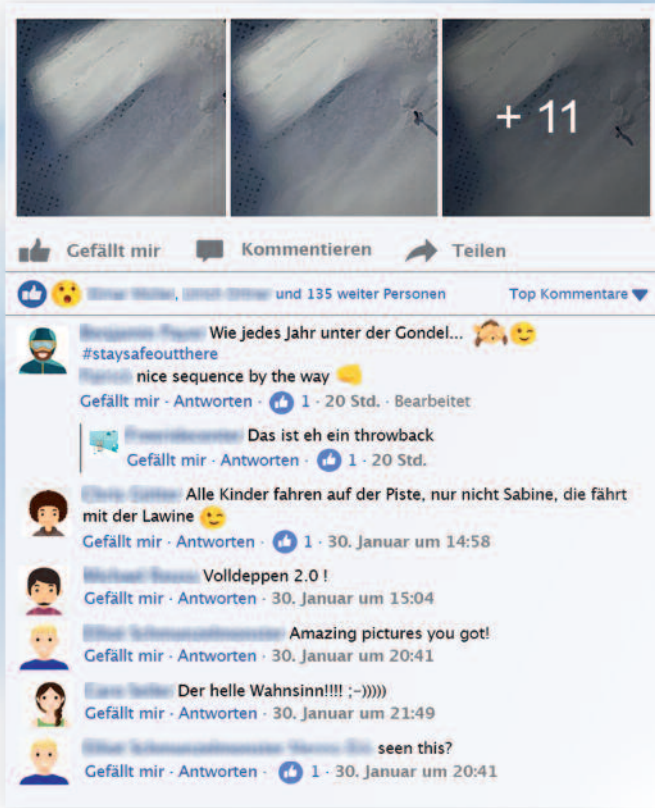 + 11
Gefällt mir Kommentieren Teilen
und 135 weiter Personen Top Kommentare
Wie jedes Jahr unter der Gondel...
#staysafeoutthere
nice sequence by the way
Gefällt mir · Antworten · 1 · 20 Std. · Bearbeitet
Das ist eh ein throwback
Gefällt mir · Antworten · 1 · 20 Std.
Alle Kinder fahren auf der Piste, nur nicht Sabine, die fährt
mit der Lawine
Gefällt mir · Antworten · 1 · 30. Januar um 14:58
Volldeppen 2.0 !
Gefällt mir · Antworten · 30. Januar um 15:04
Amazing pictures you got!
Gefällt mir · Antworten · 30. Januar um 20:41
Der helle Wahnsinn!!!! ;-)))))
Gefällt mir · Antworten · 30. Januar um 21:49
seen this?
Gefällt mir · Antworten · 1 · 30. Januar um 20:41